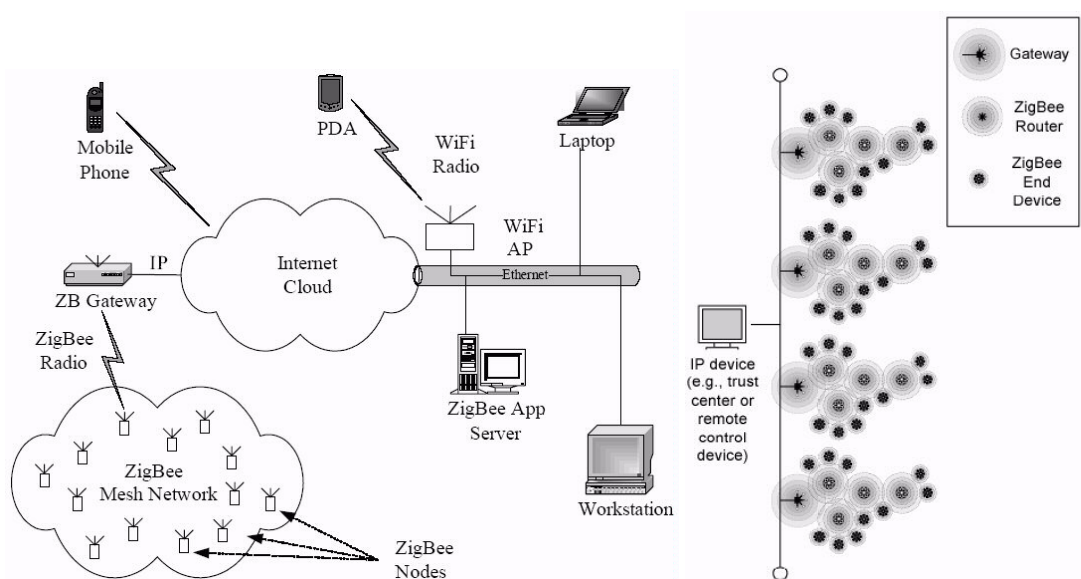 Mobile
Phone
PDA
WiFi
Radio
Laptop
WiFi
AP
Internet
Cloud
IP
Ethernet
ZB Gateway
ZigBee
Radio
ZigBee App
Server
ZigBee
Mesh Network
Workstation
ZigBee
Nodes
Gateway
ZigBee
Router
ZigBee
End
Device
IP device
(e.g., trust
center or
remote
control
device)